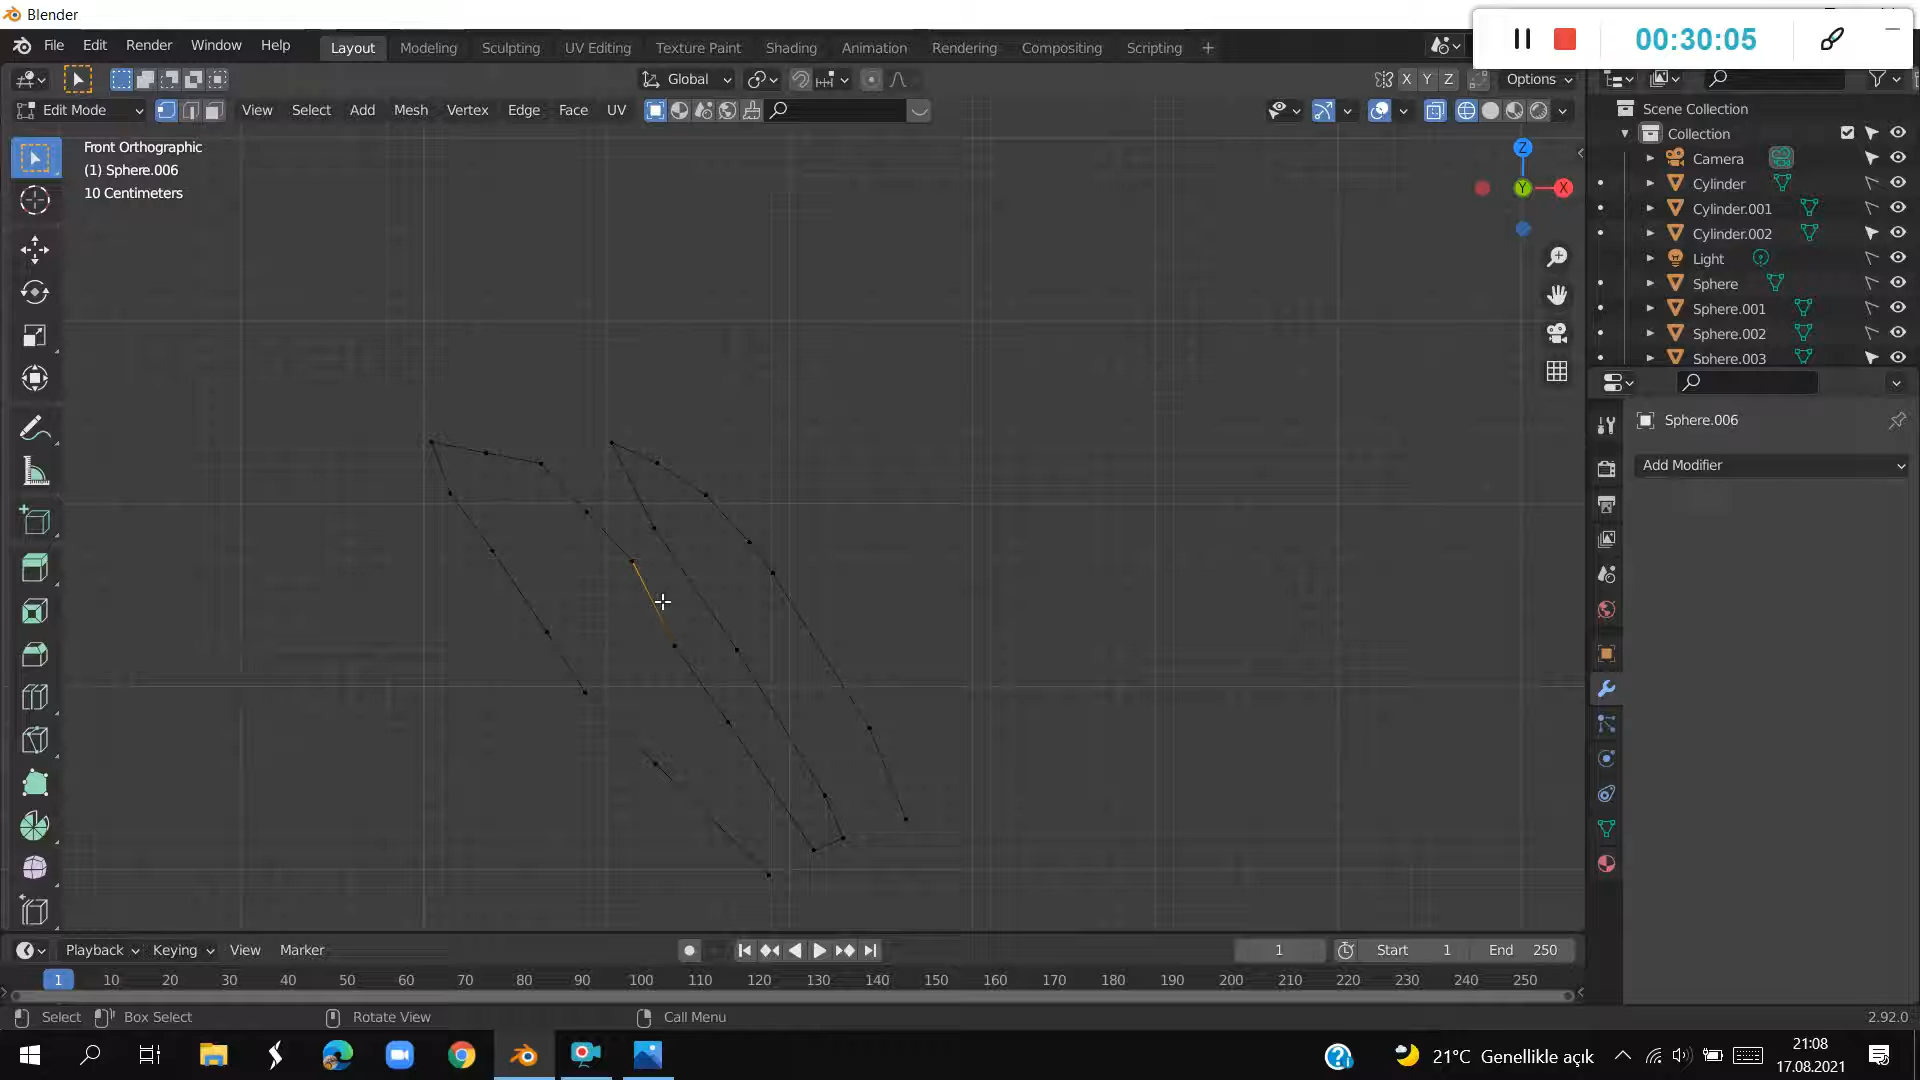 Blender
File Edit Render Window Help
Layout Modeling Sculpting UV Editing Texture Paint Shading Animation Rendering Compositing Scripting +
00:30:05
Global
X Y Z
Options
Edit Mode
View Select Add Mesh Vertex Edge Face UV
Front Orthographic
(1) Sphere.006
10 Centimeters
Z
Y
X
Scene Collection
Collection
Camera
Cylinder
Cylinder.001
Cylinder.002
Light
Sphere
Sphere.001
Sphere.002
Sphere.003
Sphere.006
Add Modifier
Playback Keying View Marker
1
Start 1
End 250
1 10 20 30 40 50 60 70 80 90 100 110 120 130 140 150 160 170 180 190 200 210 220 230 240 250
Select Box Select Rotate View Call Menu
2.92.0
21°C Genellikle açık
21:08
17.08.2021